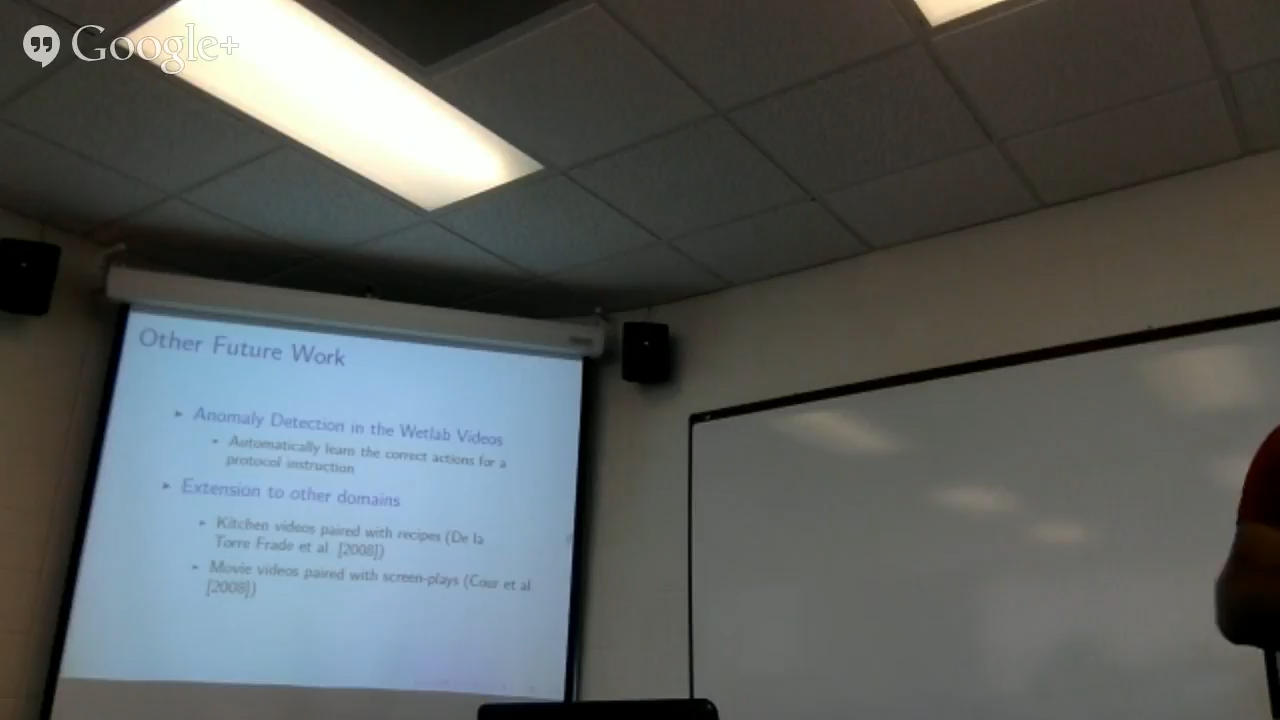 Google+
Other Future Work
Anomaly Detection in the Wetlab Videos
Automatically learn the correct actions for a
protocol instruction
Extension to other domains
Kitchen videos paired with recipes (De la
Torre Frade et al. [2008])
Movie videos paired with screen-plays (Cour et al.
[2008])